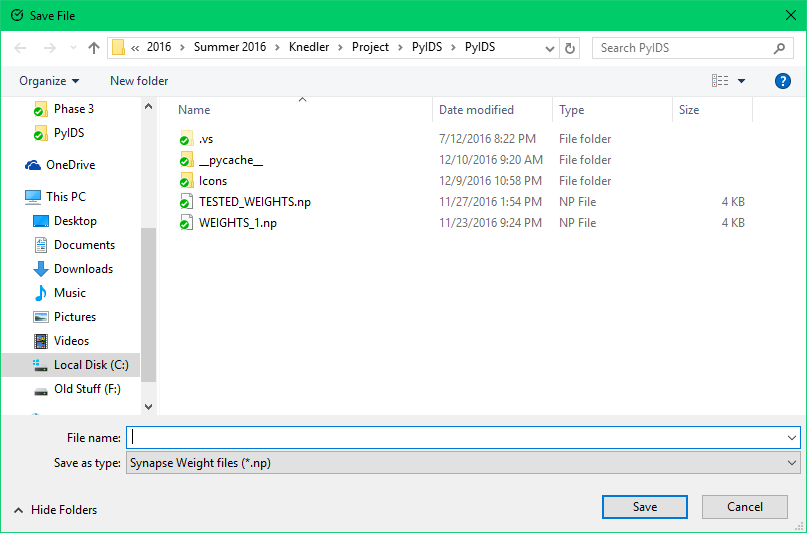 Save File
« 2016 > Summer 2016 > Knedler > Project > PyIDS > PyIDS
Search PyIDS
Organize New folder
Name Date modified Type Size
Phase 3
PyIDS
OneDrive
This PC
Desktop
Documents
Downloads
Music
Pictures
Videos
Local Disk (C:)
Old Stuff (F:)
.vs 7/12/2016 8:22 PM File folder
__pycache__ 12/10/2016 9:20 AM File folder
Icons 12/9/2016 10:58 PM File folder
TESTED_WEIGHTS.np 11/27/2016 1:54 PM NP File 4 KB
WEIGHTS_1.np 11/23/2016 9:24 PM NP File 4 KB
File name:
Save as type: Synapse Weight files (*.np)
Hide Folders Save Cancel